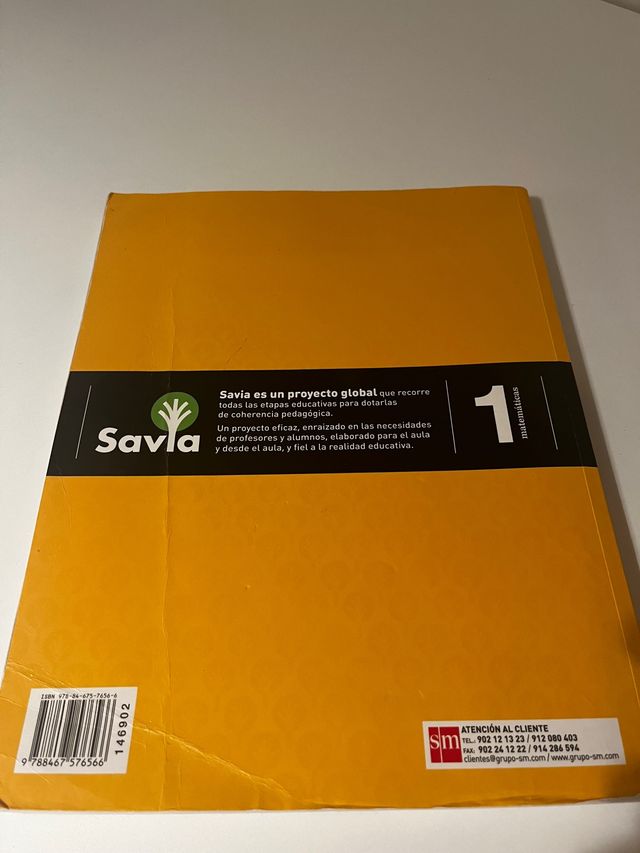 Savia
Savia es un proyecto global que recorre
todas las etapas educativas para dotarlas
de coherencia pedagógica.
Un proyecto eficaz, enraizado en las necesidades
de profesores y alumnos, elaborado para el aula
y desde el aula, y fiel a la realidad educativa.
1
matemáticas
ISBN 978-84-675-7656-6
9 788467 576566
146902
sm
ATENCIÓN AL CLIENTE
TEL.: 902 12 13 23 / 912 080 403
FAX: 902 24 12 22 / 914 286 594
clientes@grupo-sm.com / www.grupo-sm.com